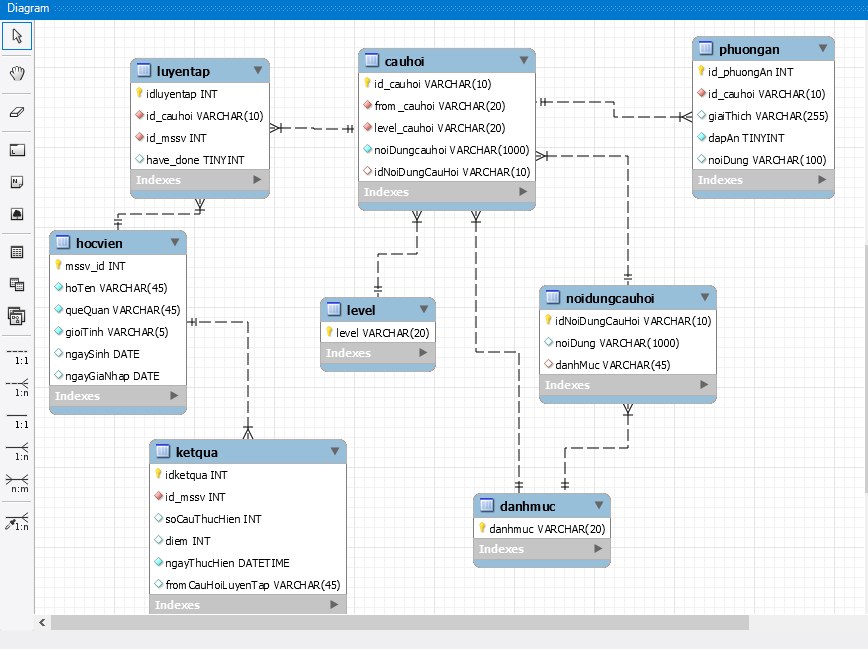 Diagram
luyentap
idluyentap INT
id_cauhoi VARCHAR(10)
id_mssv INT
have_done TINYINT
Indexes
cauhoi
id_cauhoi VARCHAR(10)
from_cauhoi VARCHAR(20)
level_cauhoi VARCHAR(20)
noiDungcauhoi VARCHAR(1000)
idNoiDungCauHoi VARCHAR(10)
Indexes
phuongan
id_phuongAn INT
id_cauhoi VARCHAR(10)
giaiThich VARCHAR(255)
dapAn TINYINT
noiDung VARCHAR(100)
Indexes
hocvien
mssv_id INT
hoTen VARCHAR(45)
queQuan VARCHAR(45)
gioiTinh VARCHAR(5)
ngaySinh DATE
ngayGiaNhap DATE
Indexes
level
level VARCHAR(20)
Indexes
noidungcauhoi
idNoiDungCauHoi VARCHAR(10)
noiDung VARCHAR(1000)
danhMuc VARCHAR(45)
Indexes
ketqua
idketqua INT
id_mssv INT
soCauThucHien INT
diem INT
ngayThucHien DATETIME
fromCauHoiLuyenTap VARCHAR(45)
Indexes
danhmuc
danhmuc VARCHAR(20)
Indexes
1:1
1:n
1:1
1:n
n:m
1:n